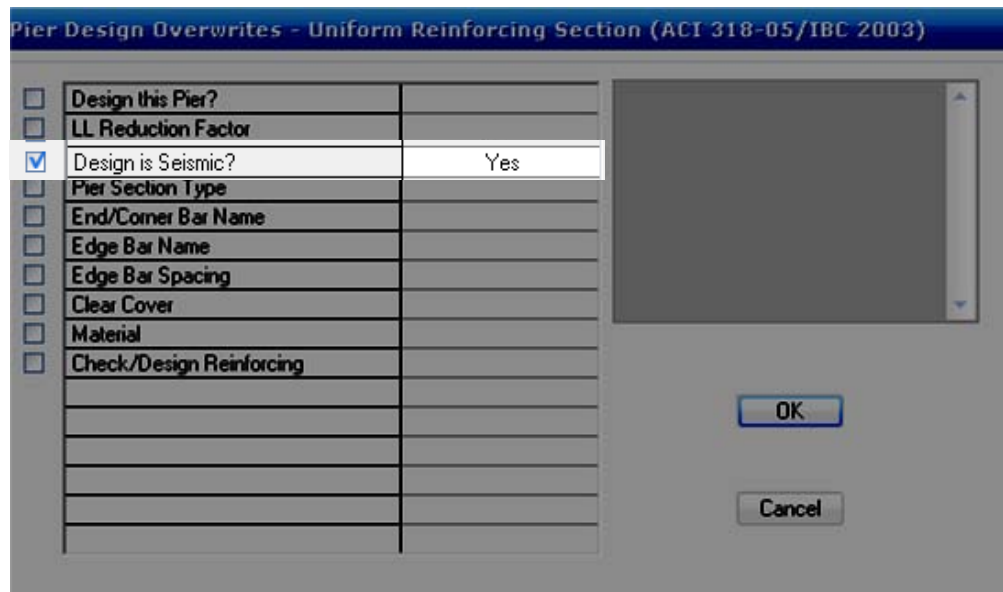 Pier Design Overwrites - Uniform Reinforcing Section (ACI 318-05/IBC 2003)
Design this Pier?
LL Reduction Factor
Design is Seismic? Yes
Pier Section Type
End/Corner Bar Name
Edge Bar Name
Edge Bar Spacing
Clear Cover
Material
Check/Design Reinforcing
OK
Cancel